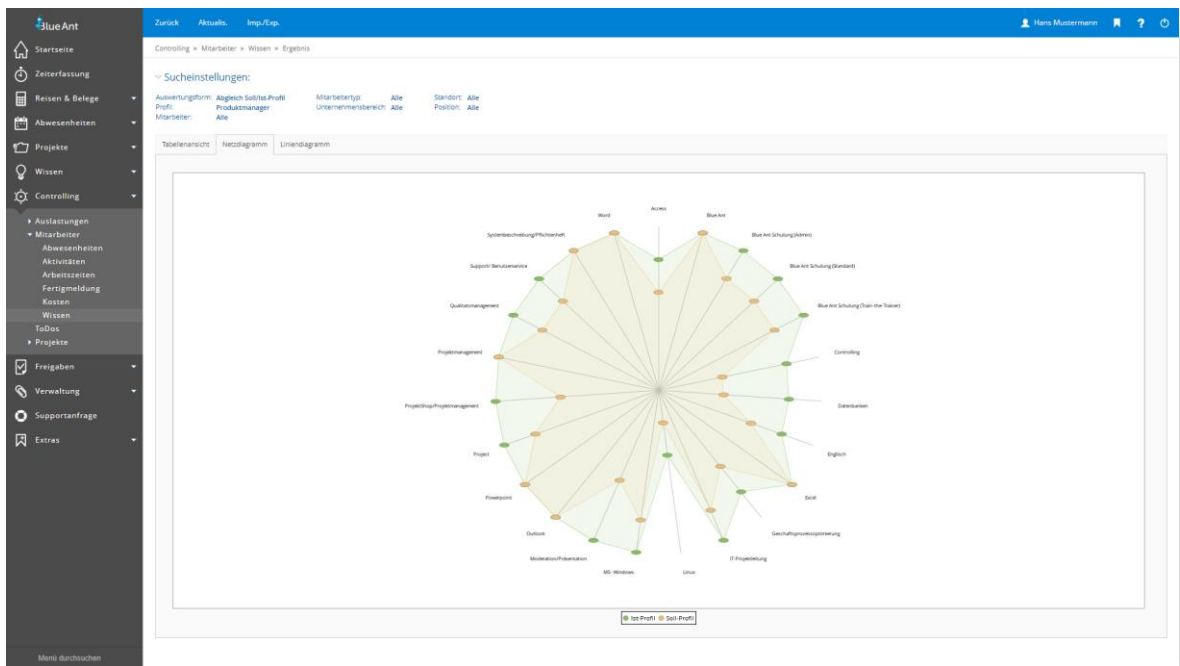 Blue Ant
Zurück Aktualis. Imp./Exp.
Hans Mustermann ?
Startseite
Zeiterfassung
Reisen & Belege
Abwesenheiten
Projekte
Wissen
Controlling
Auslastungen
Mitarbeiter
Abwesenheiten
Aktivitäten
Arbeitszeiten
Fertigmeldung
Kosten
Wissen
ToDos
Projekte
Freigaben
Verwaltung
Supportanfrage
Extras
Menü durchsuchen
Controlling » Mitarbeiter » Wissen » Ergebnis
Sucheinstellungen:
Auswertungsform: Abgleich Soll/Ist-Profil Mitarbeitertyp: Alle Standort: Alle
Profil: Produktmanager Unternehmensbereich: Alle Position: Alle
Mitarbeiter: Alle
Tabellenansicht Netzdiagramm Liniendiagramm
Access
Word Blue Ant
Systembeschreibung/Pflichtenheft Blue Ant Schulung (Admin)
Support/ Benutzerservice Blue Ant Schulung (Standard)
Qualitätsmanagement Blue Ant Schulung (Train-the-Trainer)
Projektmanagement Controlling
ProjektShop/Projektmanagement Datenbanken
Project Englisch
Powerpoint Excel
Outlook Geschäftsprozessoptimierung
Moderation/Präsentation IT-Projektleitung
MS- Windows Linux
Ist-Profil Soll-Profil